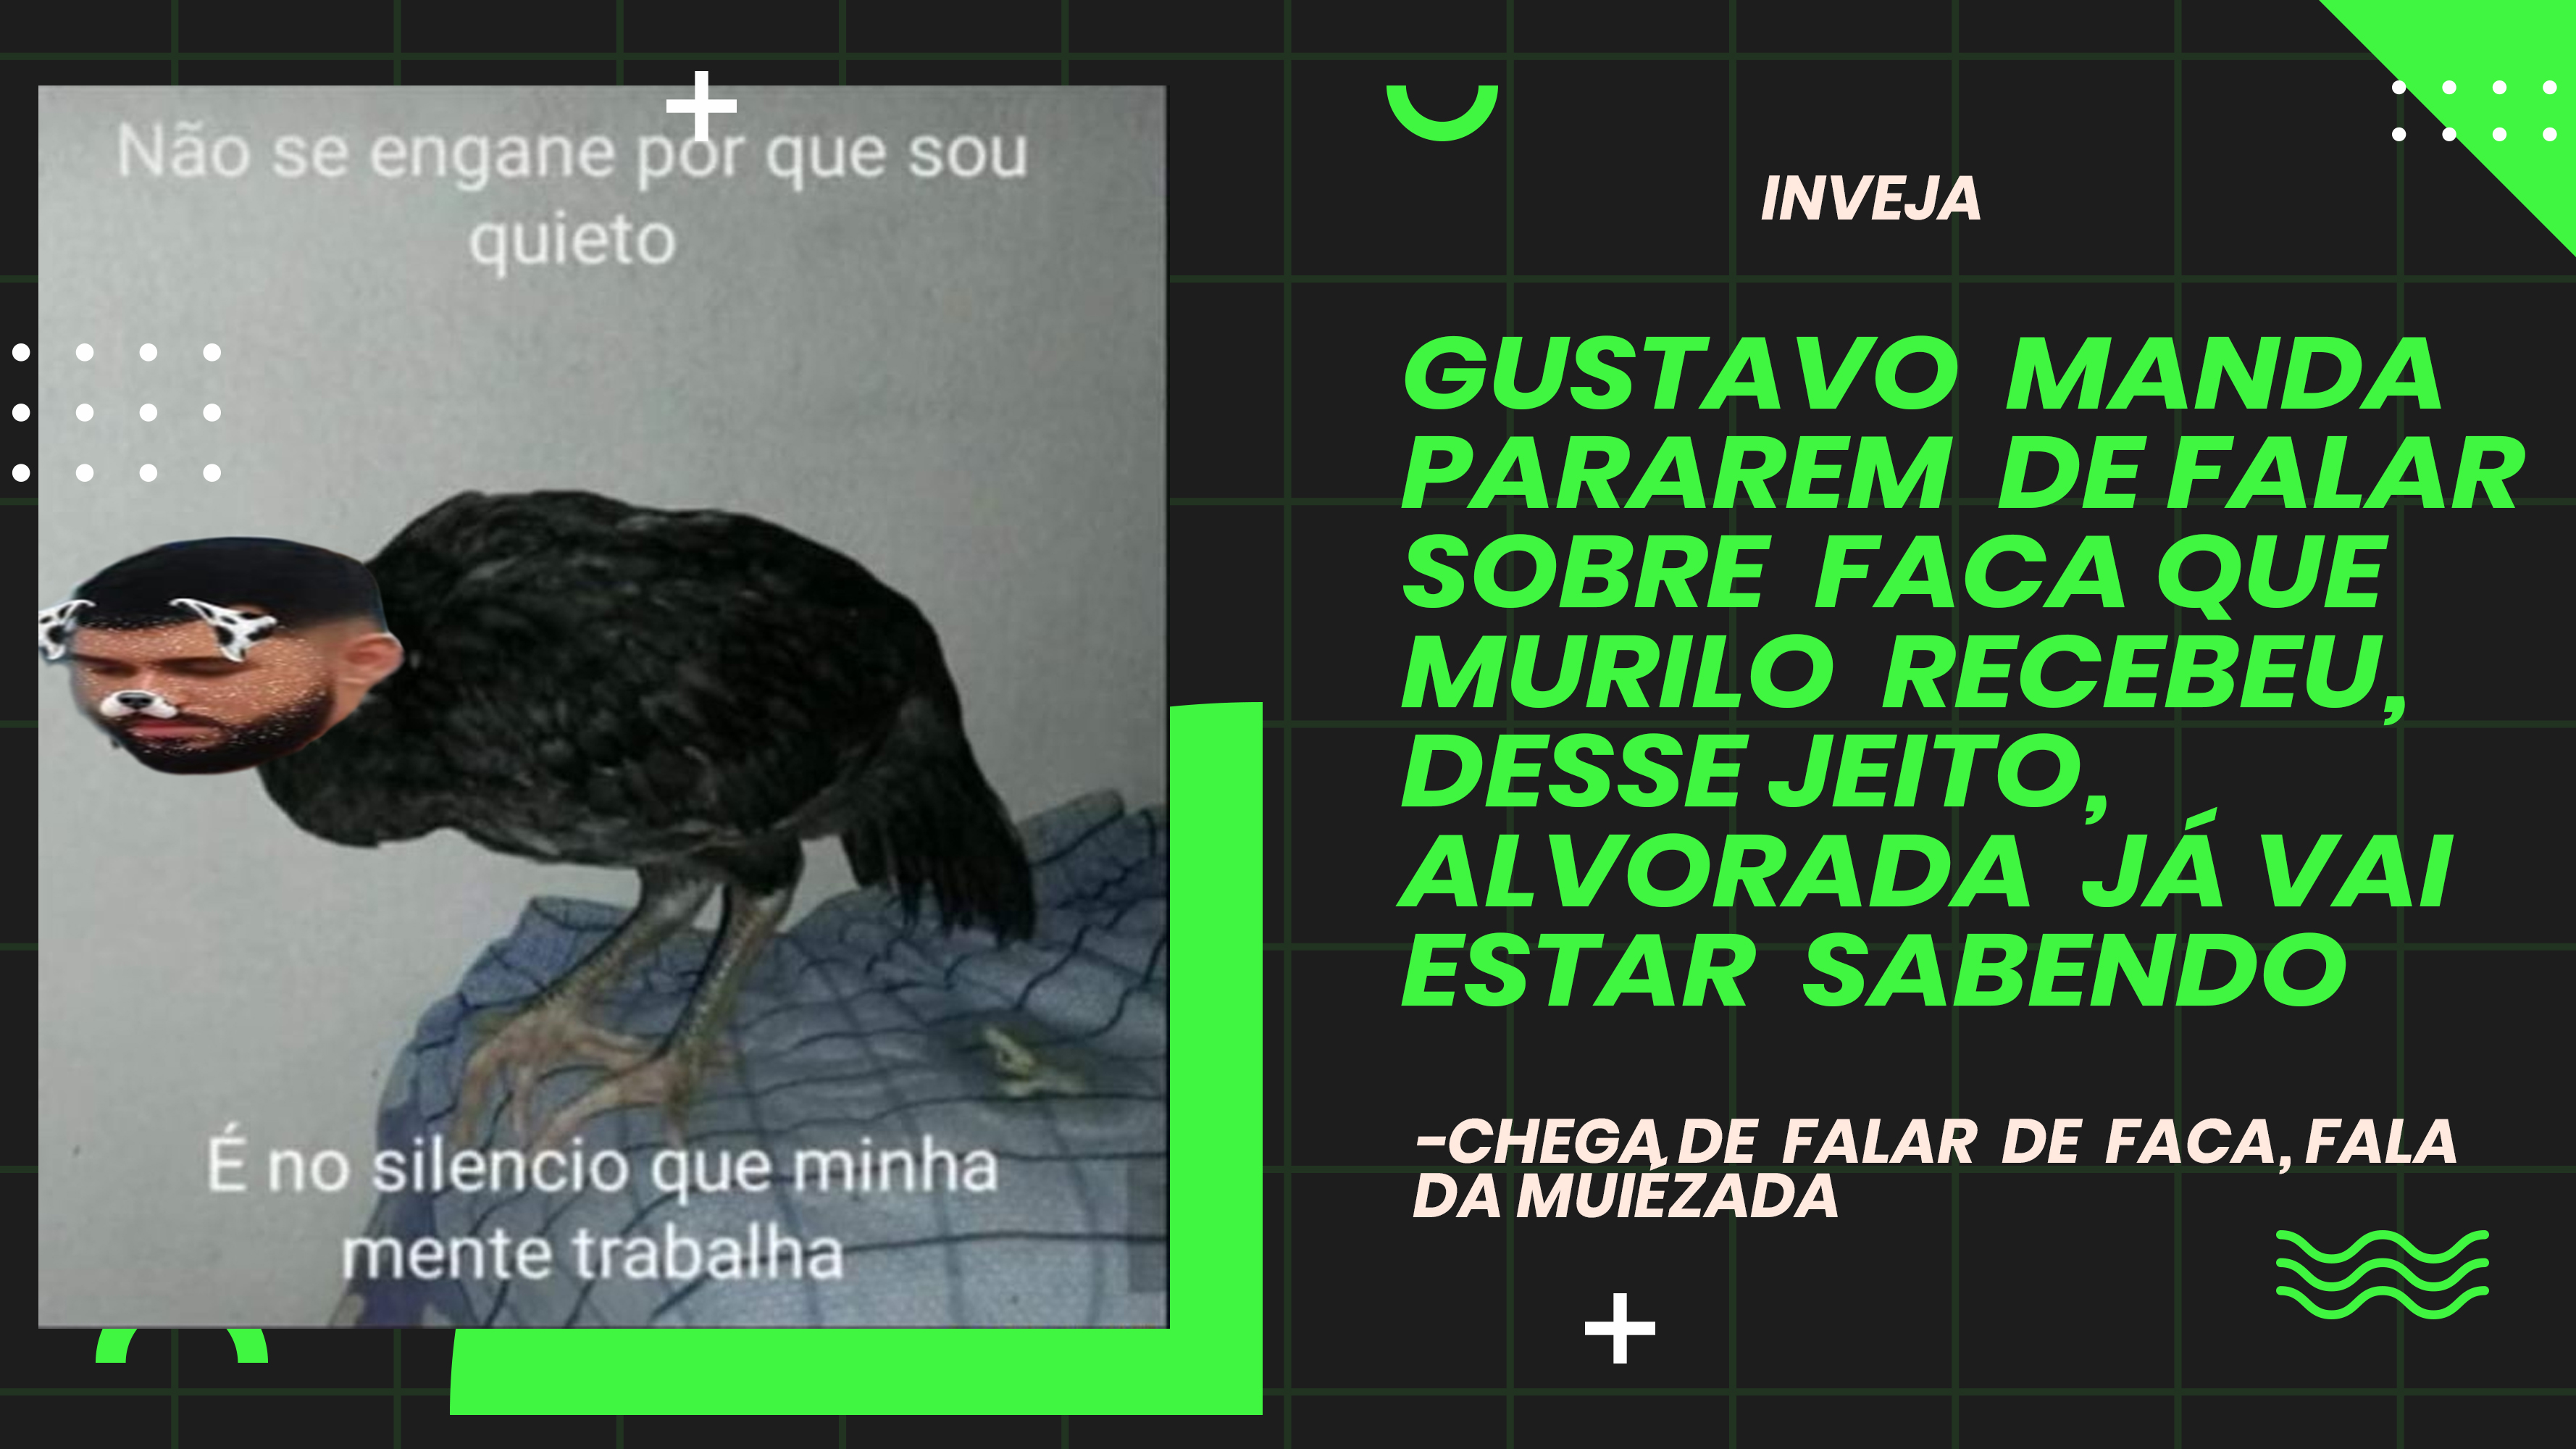 Não se engane por que sou
quieto
É no silencio que minha
mente trabalha
INVEJA
GUSTAVO MANDA
PARAREM DE FALAR
SOBRE FACA QUE
MURILO RECEBEU,
DESSE JEITO,
ALVORADA JÁ VAI
ESTAR SABENDO
-CHEGA DE FALAR DE FACA, FALA
DA MUIÉZADA